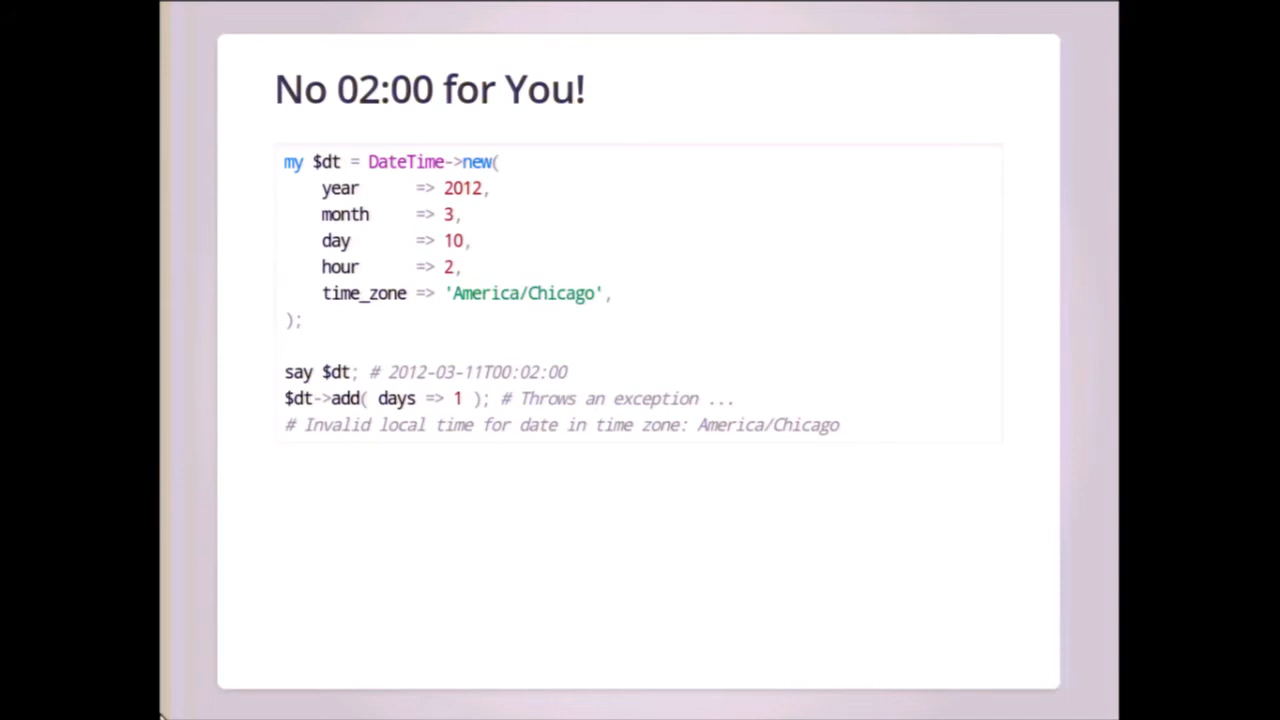 No 02:00 for You!
my $dt = DateTime->new(
    year      => 2012,
    month     => 3,
    day       => 10,
    hour      => 2,
    time_zone => 'America/Chicago',
);
say $dt; # 2012-03-11T00:02:00
$dt->add( days => 1 ); # Throws an exception ...
# Invalid local time for date in time zone: America/Chicago